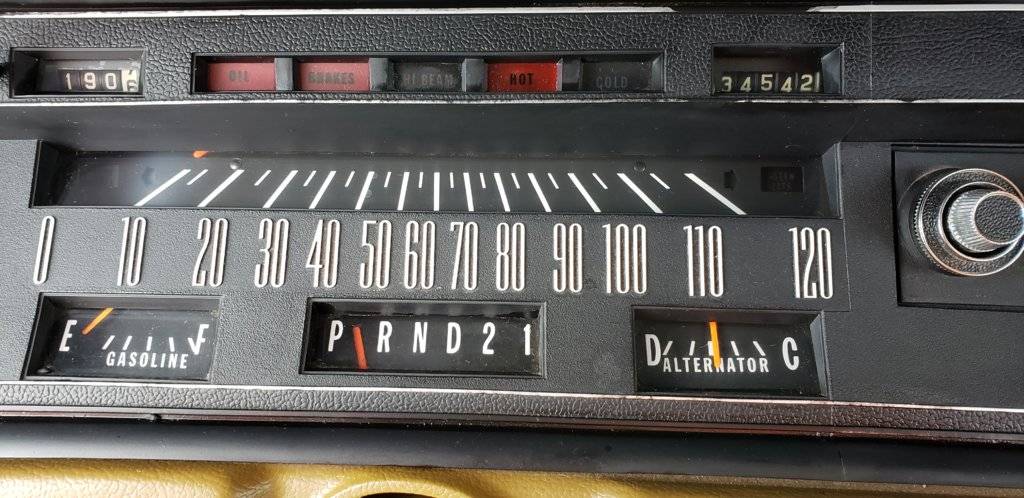 190
OIL BRAKES HI BEAM HOT COLD
34542
0 10 20 30 40 50 60 70 80 90 100 110 120
E GASOLINE F
P R N D 2 1
D ALTERNATOR C